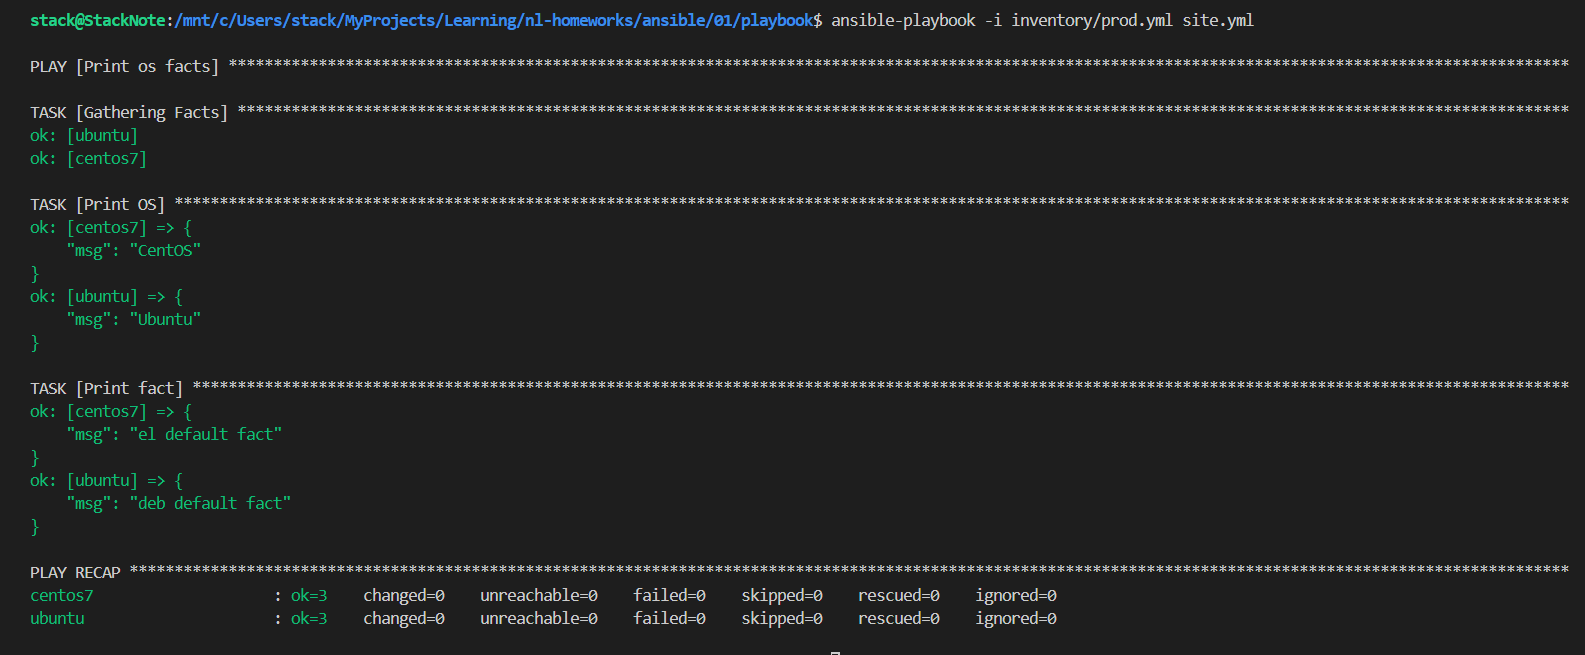 stack@StackNote:/mnt/c/Users/stack/MyProjects/Learning/nl-homeworks/ansible/01/playbook$ ansible-playbook -i inventory/prod.yml site.yml
PLAY [Print os facts] *****************************************************************************************************************************************************
TASK [Gathering Facts] ****************************************************************************************************************************************************
ok: [ubuntu]
ok: [centos7]
TASK [Print OS] ***********************************************************************************************************************************************************
ok: [centos7] => {
    "msg": "CentOS"
}
ok: [ubuntu] => {
    "msg": "Ubuntu"
}
TASK [Print fact] *********************************************************************************************************************************************************
ok: [centos7] => {
    "msg": "el default fact"
}
ok: [ubuntu] => {
    "msg": "deb default fact"
}
PLAY RECAP ****************************************************************************************************************************************************************
centos7                    : ok=3    changed=0    unreachable=0    failed=0    skipped=0    rescued=0    ignored=0
ubuntu                     : ok=3    changed=0    unreachable=0    failed=0    skipped=0    rescued=0    ignored=0